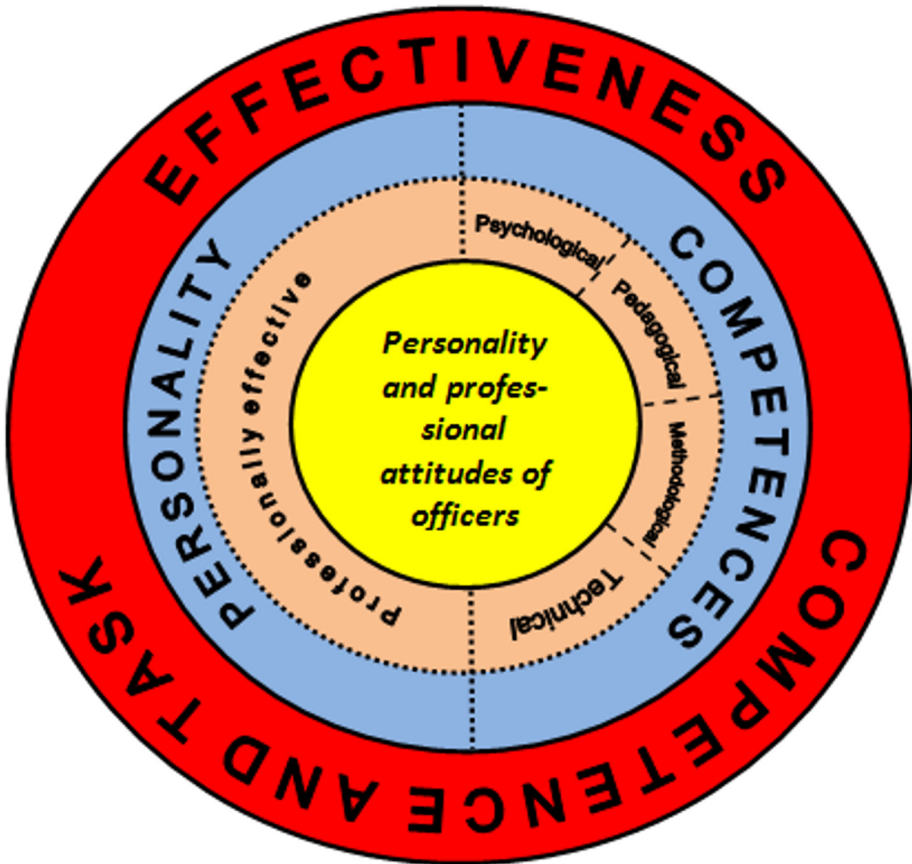 EFFECTIVENESS
COMPETENCE AND TASK
PERSONALITY
COMPETENCES
Professionally effective
Psychological
Pedagogical
Methodological
Technical
Personality
and profes-
sional
attitudes of
officers